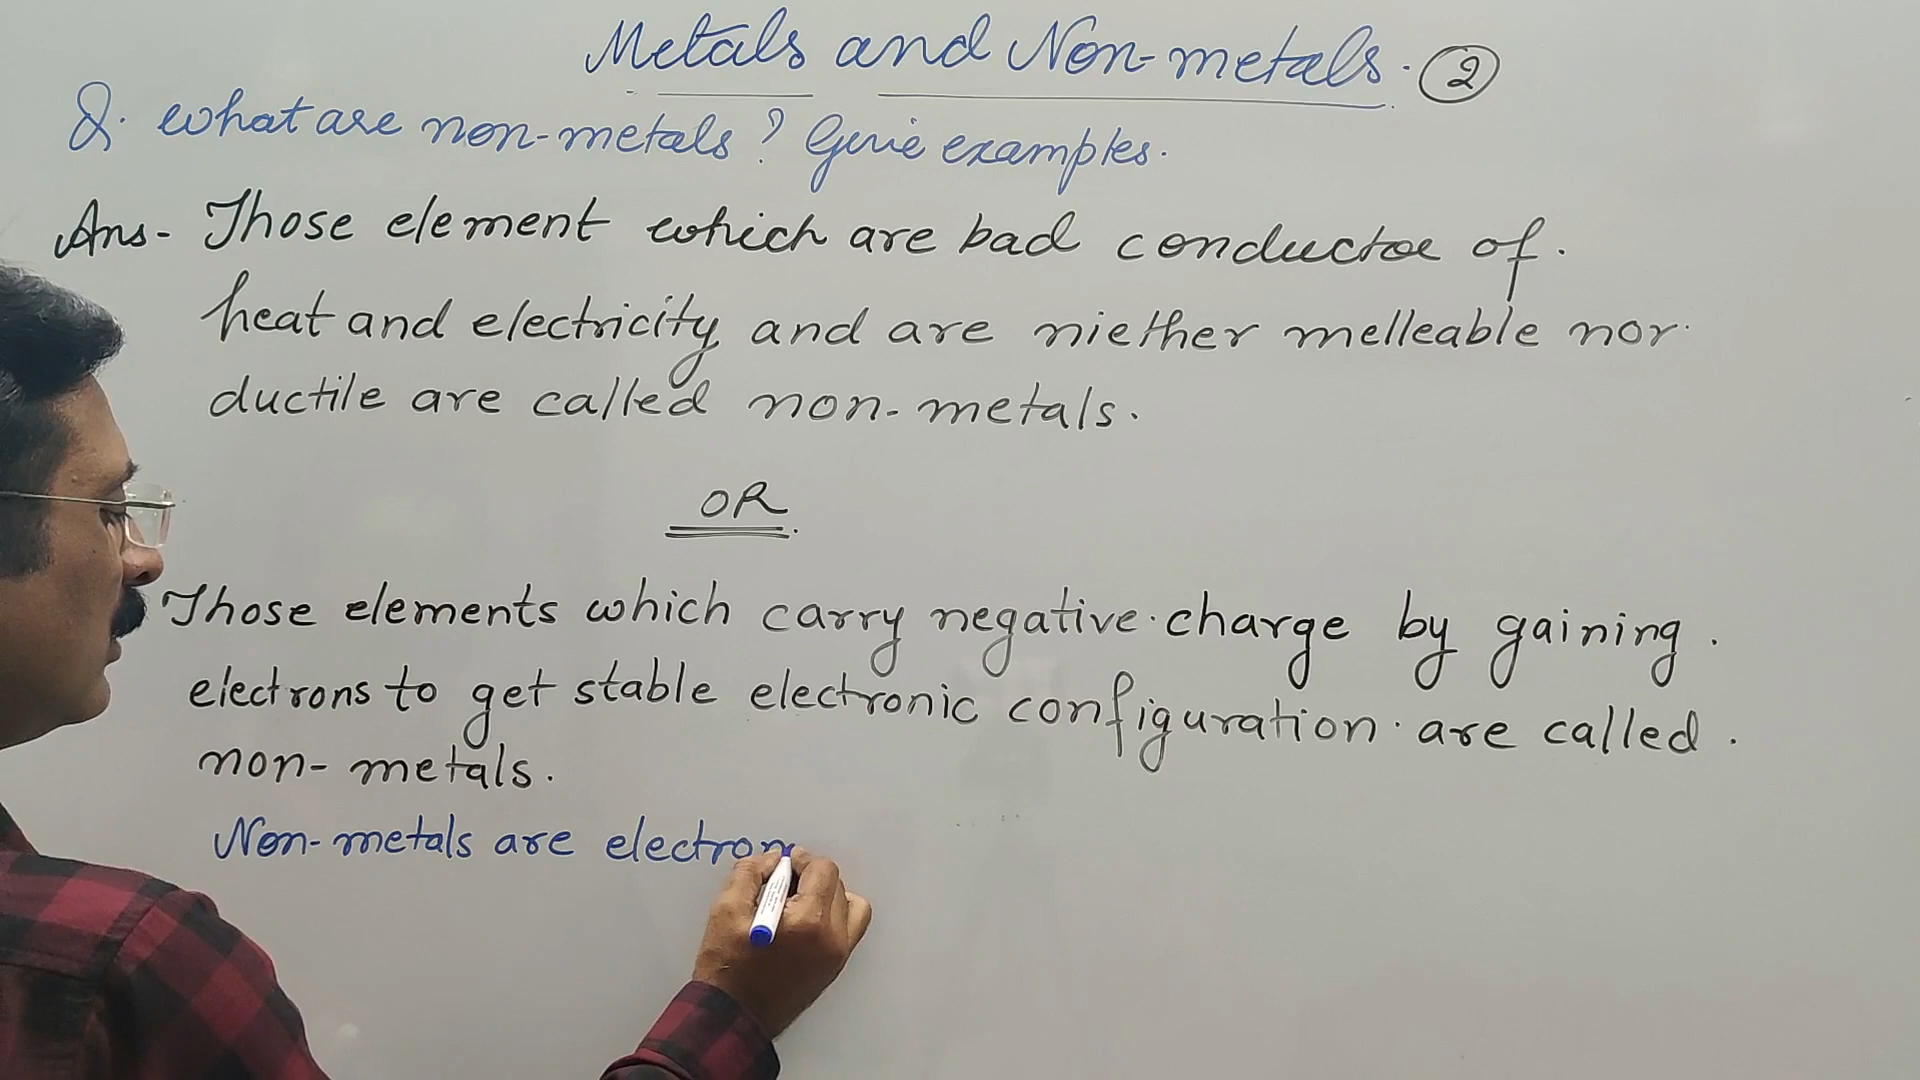 Metals and Non-metals. 2
Q. what are non-metals? Give examples.
Ans- Those element which are bad conductor of.
heat and electricity and are niether melleable nor
ductile are called non-metals.
OR
Those elements which carry negative charge by gaining.
electrons to get stable electronic configuration are called.
non-metals.
Non-metals are electron